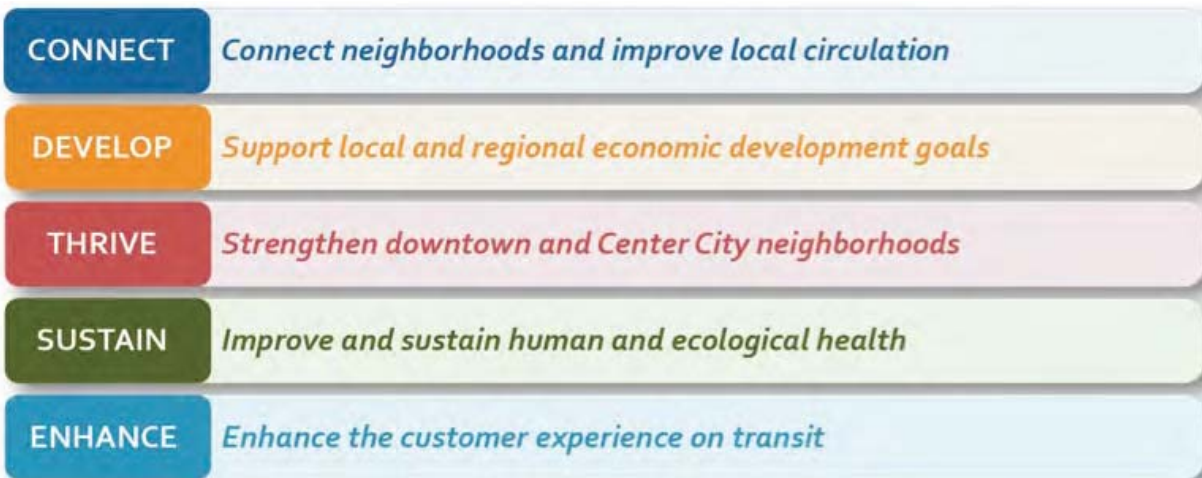 CONNECT Connect neighborhoods and improve local circulation
DEVELOP Support local and regional economic development goals
THRIVE Strengthen downtown and Center City neighborhoods
SUSTAIN Improve and sustain human and ecological health
ENHANCE Enhance the customer experience on transit